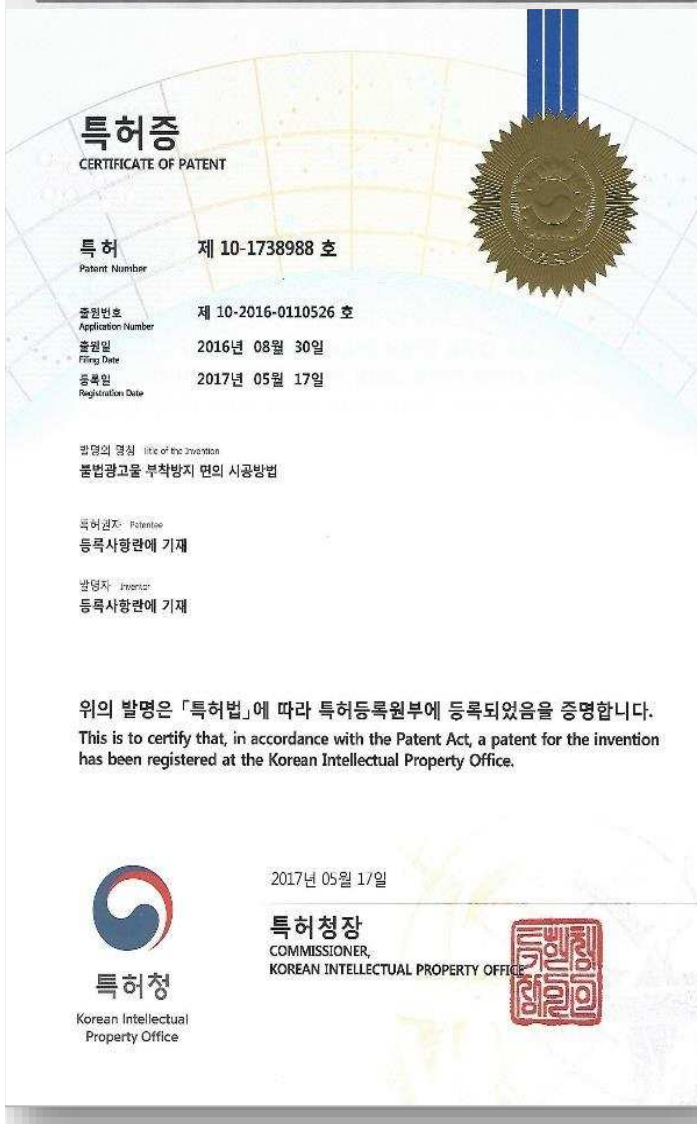 특허증
CERTIFICATE OF PATENT
특 허 제 10-1738988 호
Patent Number
출원번호 제 10-2016-0110526 호
Application Number
출원일 2016년 08월 30일
Filing Date
등록일 2017년 05월 17일
Registration Date
발명의 명칭 Title of the Invention
불법광고물 부착방지 면의 시공방법
특허권자 Patentee
등록사항란에 기재
발명자 Inventor
등록사항란에 기재
위의 발명은 「특허법」에 따라 특허등록원부에 등록되었음을 증명합니다.
This is to certify that, in accordance with the Patent Act, a patent for the invention
has been registered at the Korean Intellectual Property Office.
2017년 05월 17일
특허청장
COMMISSIONER,
KOREAN INTELLECTUAL PROPERTY OFFICE
특허청
Korean Intellectual
Property Office